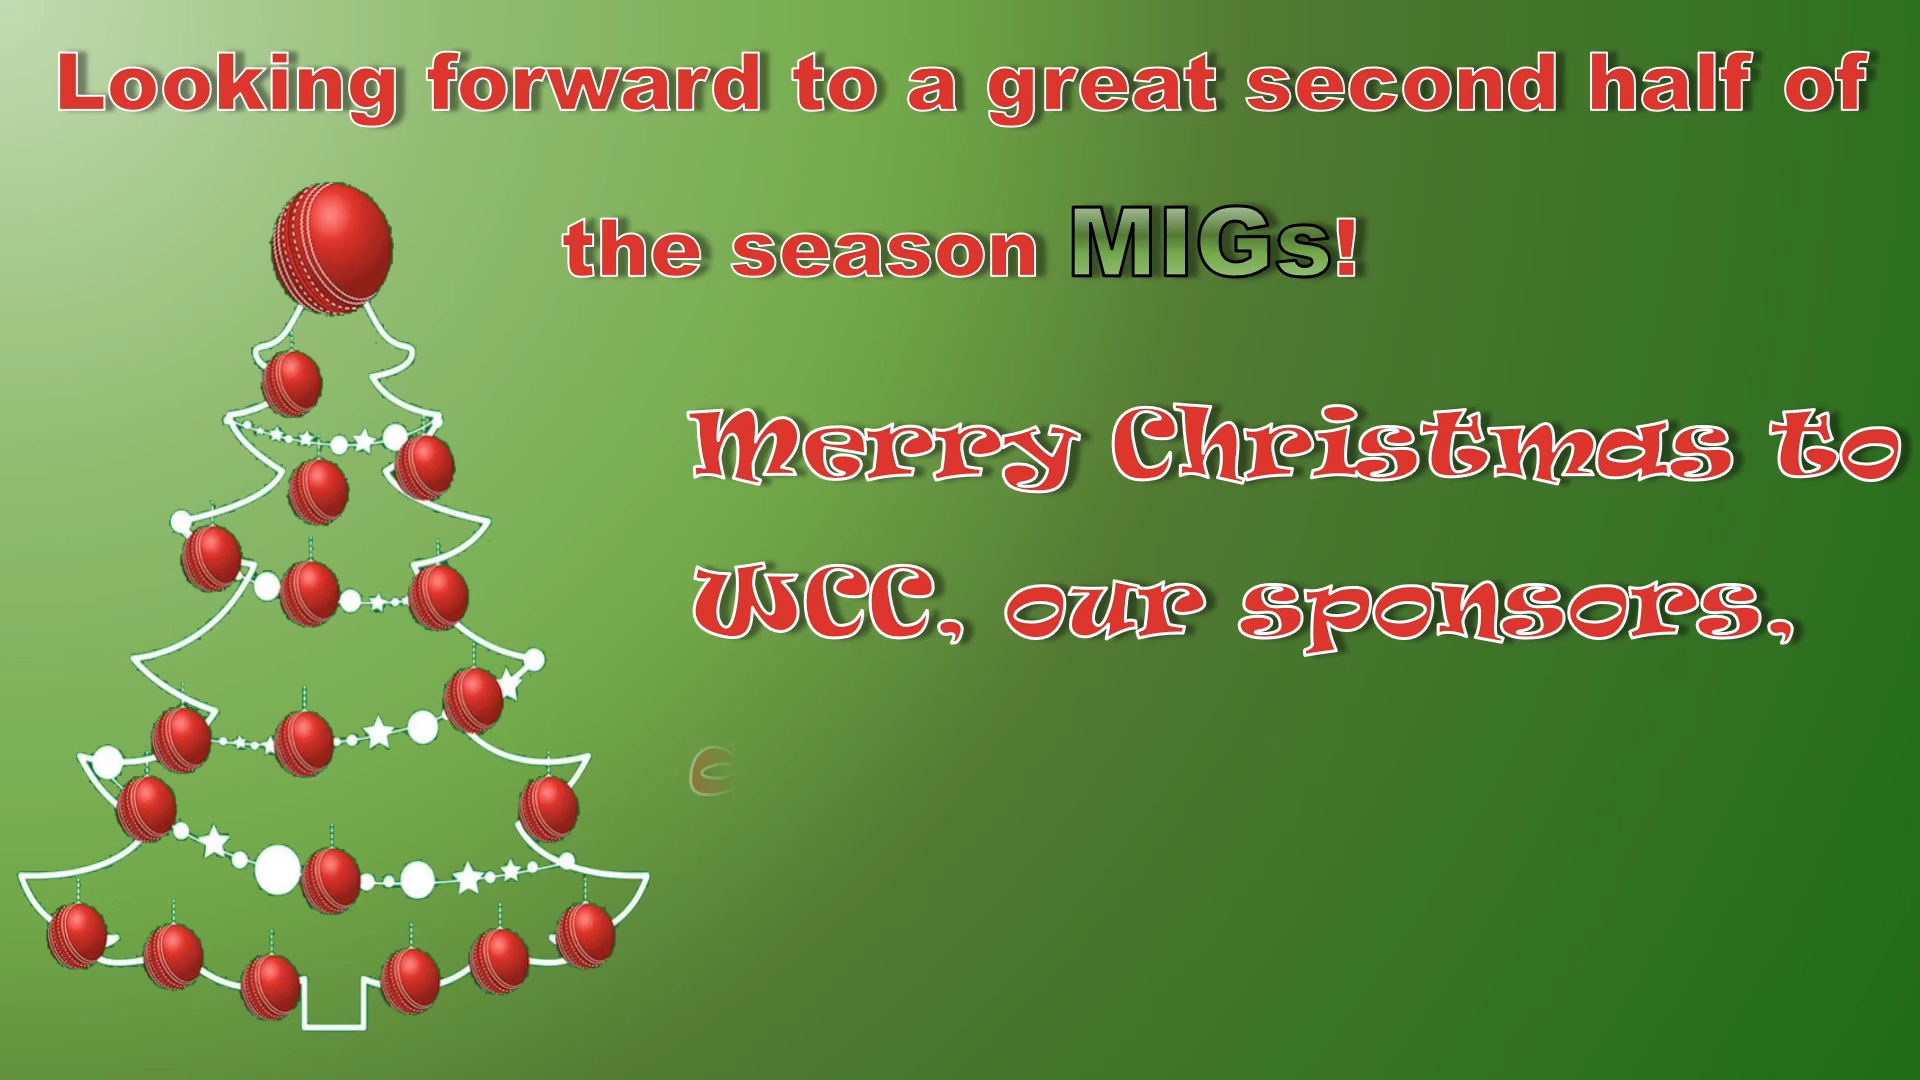 Looking forward to a great second half of
the season MIGs!
Merry Christmas to
WCC, our sponsors,